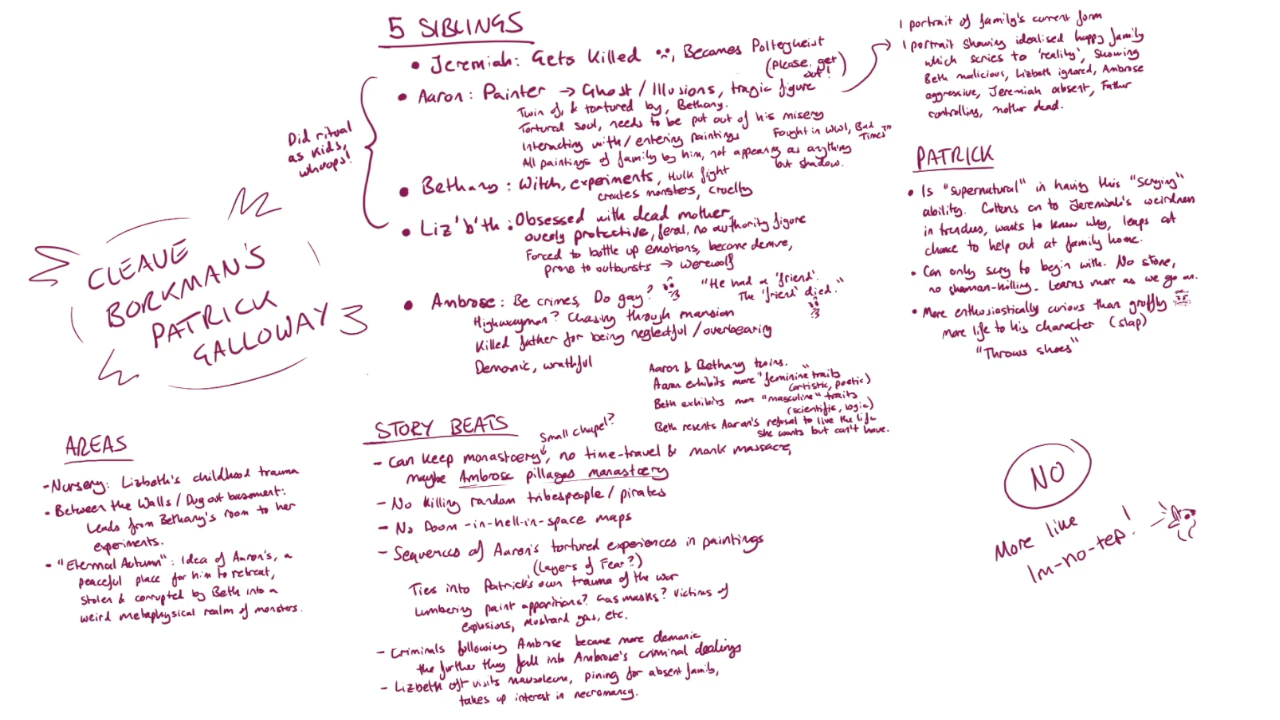 CLEAVE
BORKMAN'S
PATRICK
GALLOWAY 3
5 SIBLINGS
• Jeremiah: Gets Killed, Becomes Poltergheist
(Please get
out!)
• Aaron: Painter → Ghost / Illusions, tragic figure
Twin of, & tortured by, Bethany.
Tortured soul, needs to be put out of his misery
Interacting with / entering paintings
Fought in WWI, Bad
Times™
All paintings of family by him, not appearing as anything
but shadow.
• Bethany: Witch, experiments, Hulk fight
creates monsters, cruelty
• Liz'b'th: Obsessed with dead mother,
overly protective, feral, no authority figure
Forced to bottle up emotions, become demure,
prone to outbursts → Werewolf
Did ritual
as kids,
whoops!
• Ambrose: Be crimes, Do gay?
"He had a 'friend'.
The 'friend' died."
Highwayman? Chasing through mansion
Killed father for being neglectful / overbearing
Demonic, wrathful
Aaron & Bethany twins.
Aaron exhibits more "feminine" traits
(artistic, poetic)
Beth exhibits more "masculine" traits
(scientific, logic)
Beth resents Aaron's refusal to live the life
she wants but can't have.
1 portrait of family's current form
1 portrait showing idealised happy family
which scries to 'reality', showing
Beth malicious, Lizbeth ignored, Ambrose
aggressive, Jeremiah absent, Father
controlling, mother dead.
PATRICK
• Is "supernatural" in having this "scrying"
ability. Cottons on to Jeremiah's weirdness
in trenches, wants to know why, leaps at
chance to help out at family home.
• Can only scry to begin with. No stone,
no shaman-killing. Learns more as we go on.
• More enthusiastically curious than gruffly
more life to his character (slap)
"Throws shoes"
AREAS
- Nursery: Lizbeth's childhood trauma
• Between the Walls / Dug out basement:
Leads from Bethany's room to her
experiments.
• "Eternal Autumn": Idea of Aaron's, a
peaceful place for him to retreat,
stolen & corrupted by Beth into a
weird metaphysical realm of monsters.
STORY BEATS
Small chapel?
- Can keep monastoery, no time-travel & monk massacre,
maybe Ambrose pillages monastoery
- No killing random tribespeople / pirates
- No Doom-in-hell-in-space maps
- Sequences of Aaron's tortured experiences in paintings
(Layers of Fear?)
Ties into Patrick's own trauma of the war
Lumbering paint apparitions? Gas masks? Victims of
explosions, mustard gas, etc.
- Criminals following Ambrose became more demonic
the further they fall into Ambrose's criminal dealings
- Lizbeth oft visits mausoleum, pining for absent family,
takes up interest in necromancy.
NO
More like
Im-no-tep!